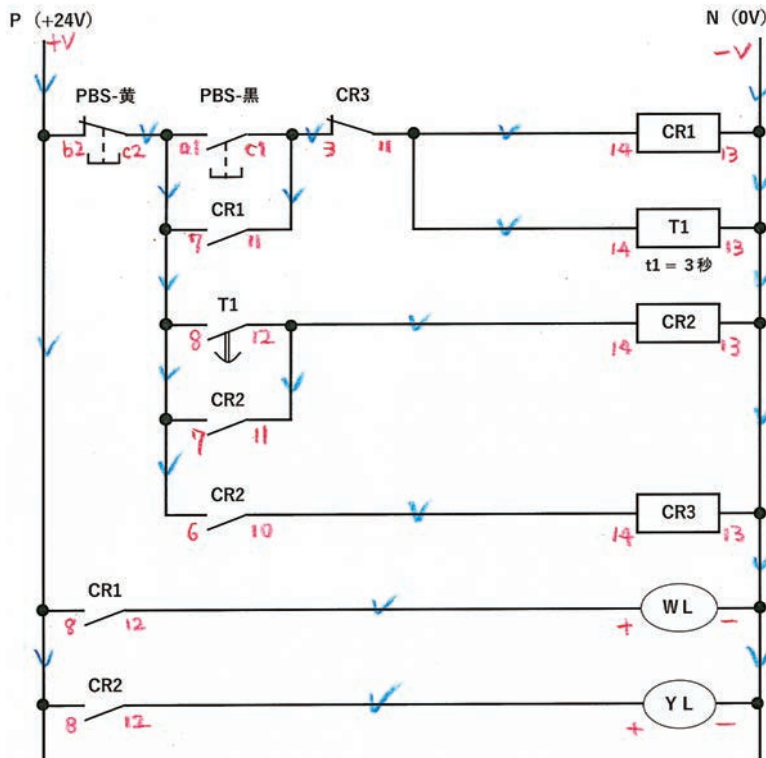 P (+24V) N (0V)
+V -V
PBS-黄 PBS-黒 CR3 CR1
b2 c2 a1 c1 3 11 14 13
CR1 T1
7 11 14 13
t1 = 3秒
T1 CR2
8 12 14 13
CR2
7 11
CR2 CR3
6 10 14 13
CR1 WL
8 12 + -
CR2 YL
8 12 + -